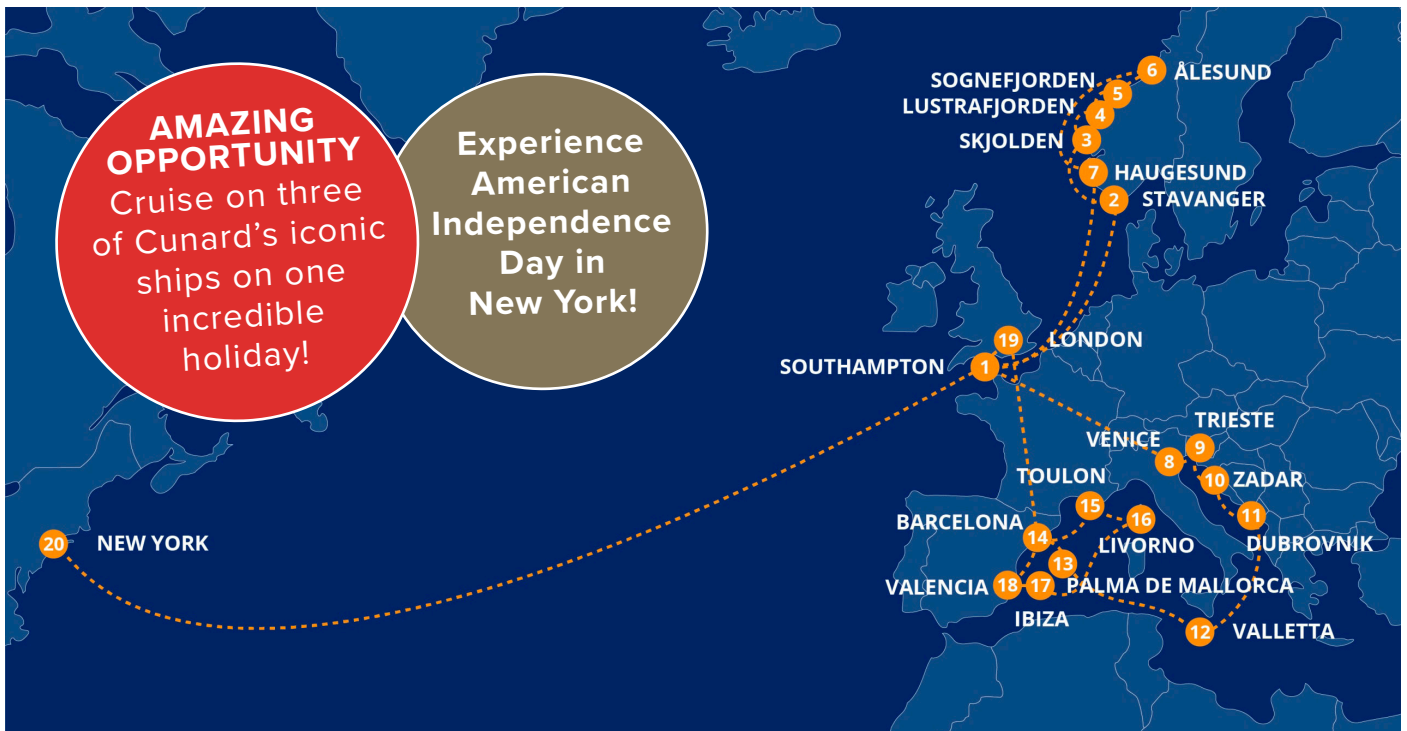 AMAZING
OPPORTUNITY
Cruise on three
of Cunard’s iconic
ships on one
incredible
holiday!
Experience
American
Independence
Day in
New York!
6 ÅLESUND
SOGNEFJORDEN 5
LUSTRAFJORDEN 4
SKJOLDEN 3
7 HAUGESUND
2 STAVANGER
19 LONDON
SOUTHAMPTON 1
TRIESTE
9
VENICE 8
10 ZADAR
TOULON
15
11
DUBROVNIK
BARCELONA 14
16
LIVORNO
20 NEW YORK
13
PALMA DE MALLORCA
VALENCIA 18
17
IBIZA
12 VALLETTA